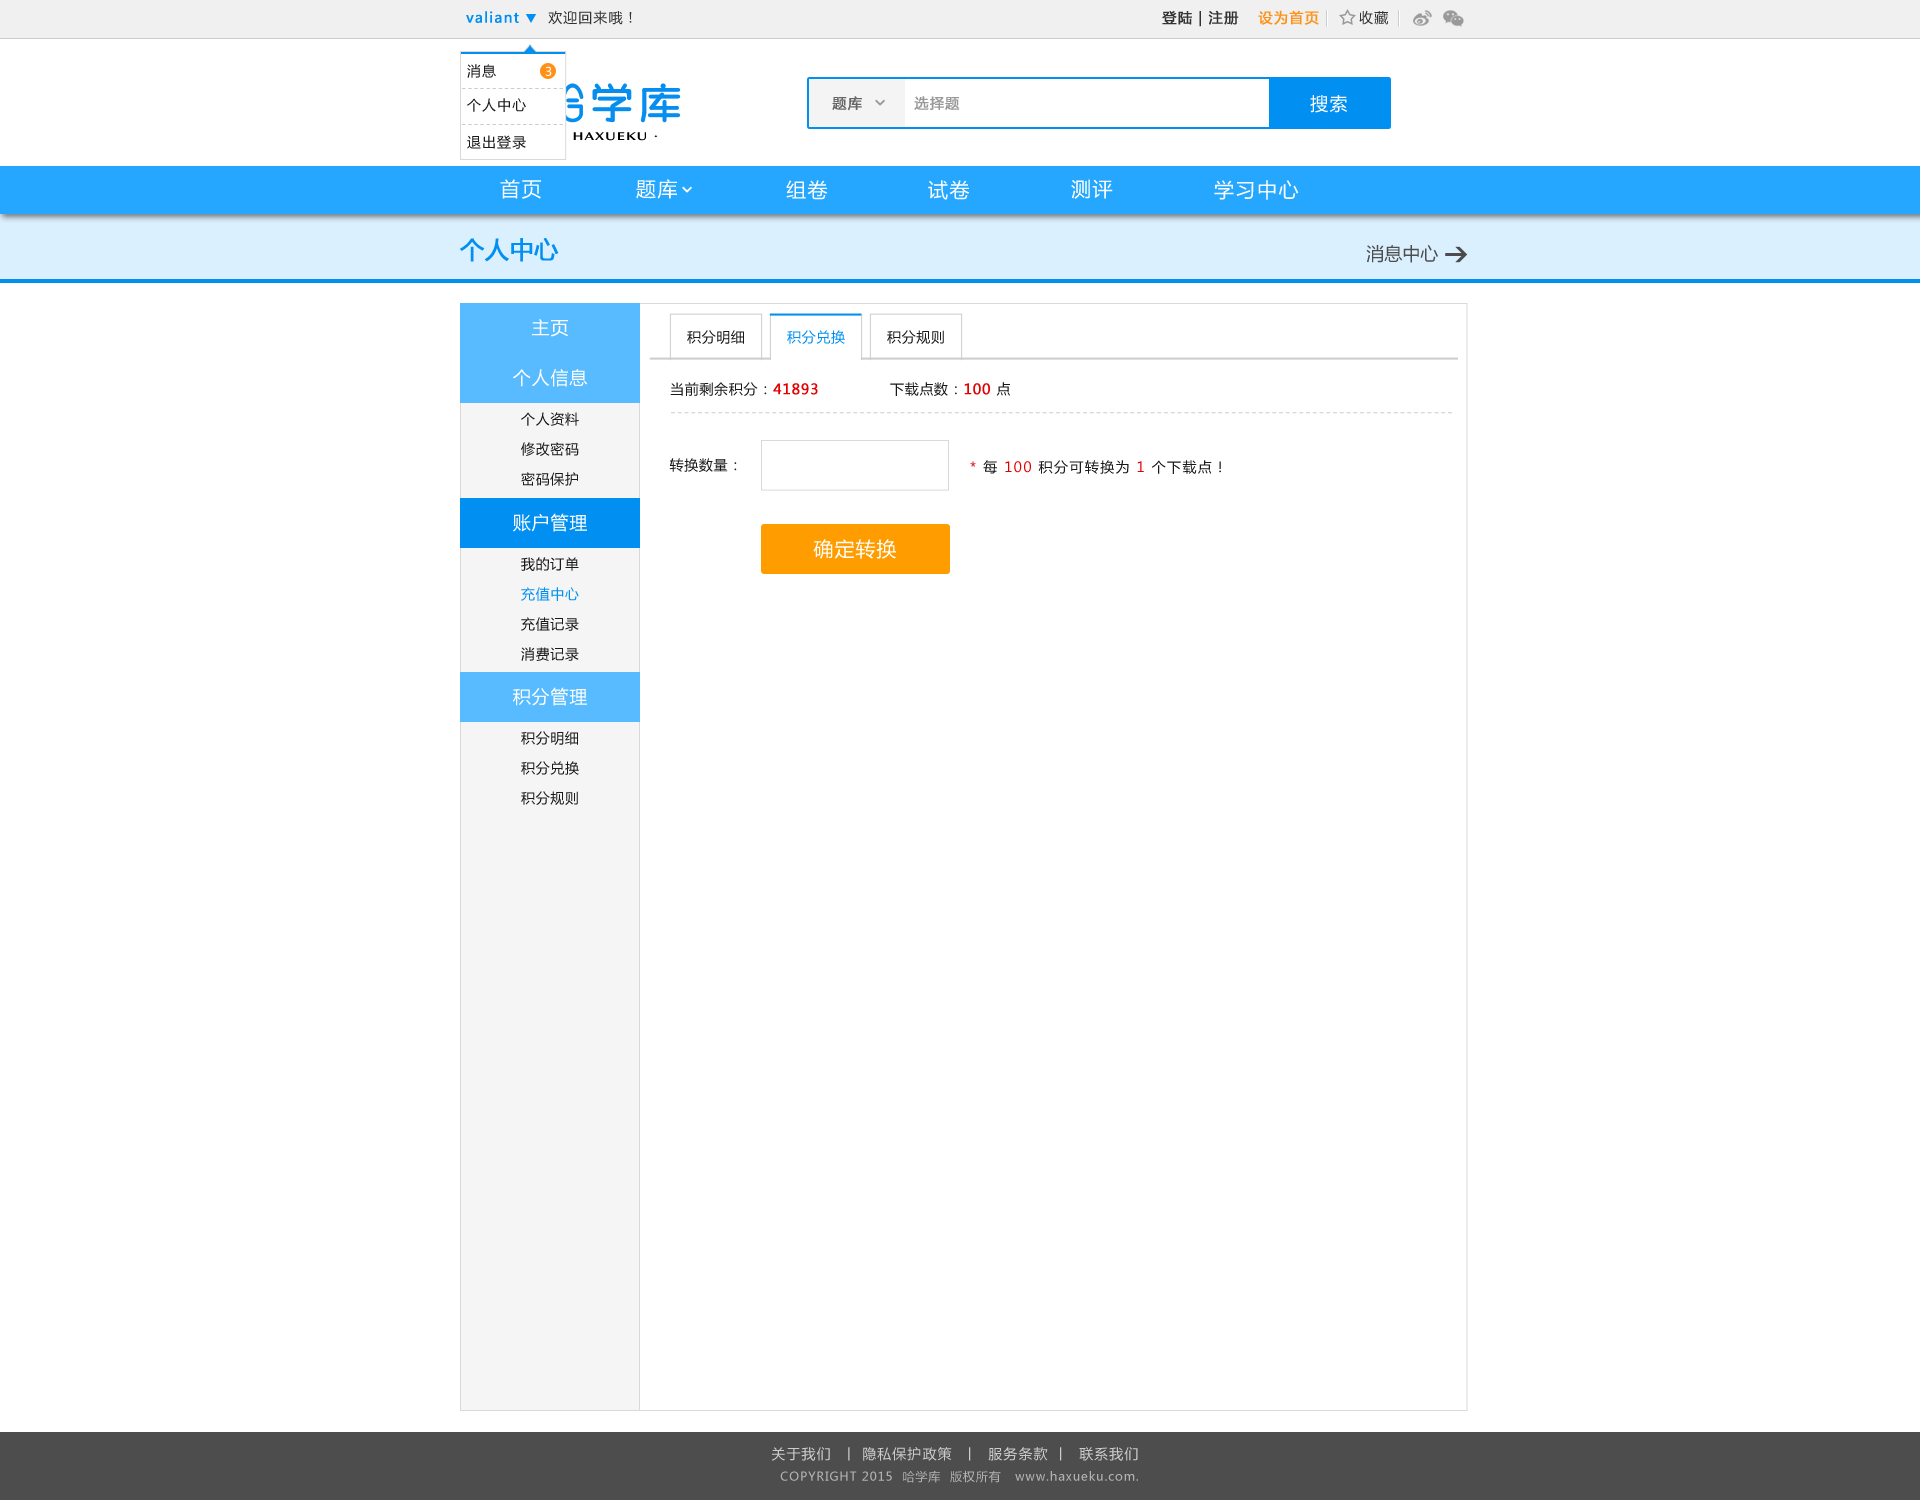 valiant ▼ 欢迎回来哦！
登陆 | 注册 设为首页 收藏
消息 3
个人中心
退出登录
哈学库
HAXUEKU ·
题库 选择题 搜索
首页 题库 组卷 试卷 测评 学习中心
个人中心
消息中心
主页
个人信息
个人资料
修改密码
密码保护
账户管理
我的订单
充值中心
充值记录
消费记录
积分管理
积分明细
积分兑换
积分规则
积分明细 积分兑换 积分规则
当前剩余积分：41893 下载点数：100 点
转换数量： * 每 100 积分可转换为 1 个下载点！
确定转换
关于我们 | 隐私保护政策 | 服务条款 | 联系我们
COPYRIGHT 2015 哈学库 版权所有 www.haxueku.com.